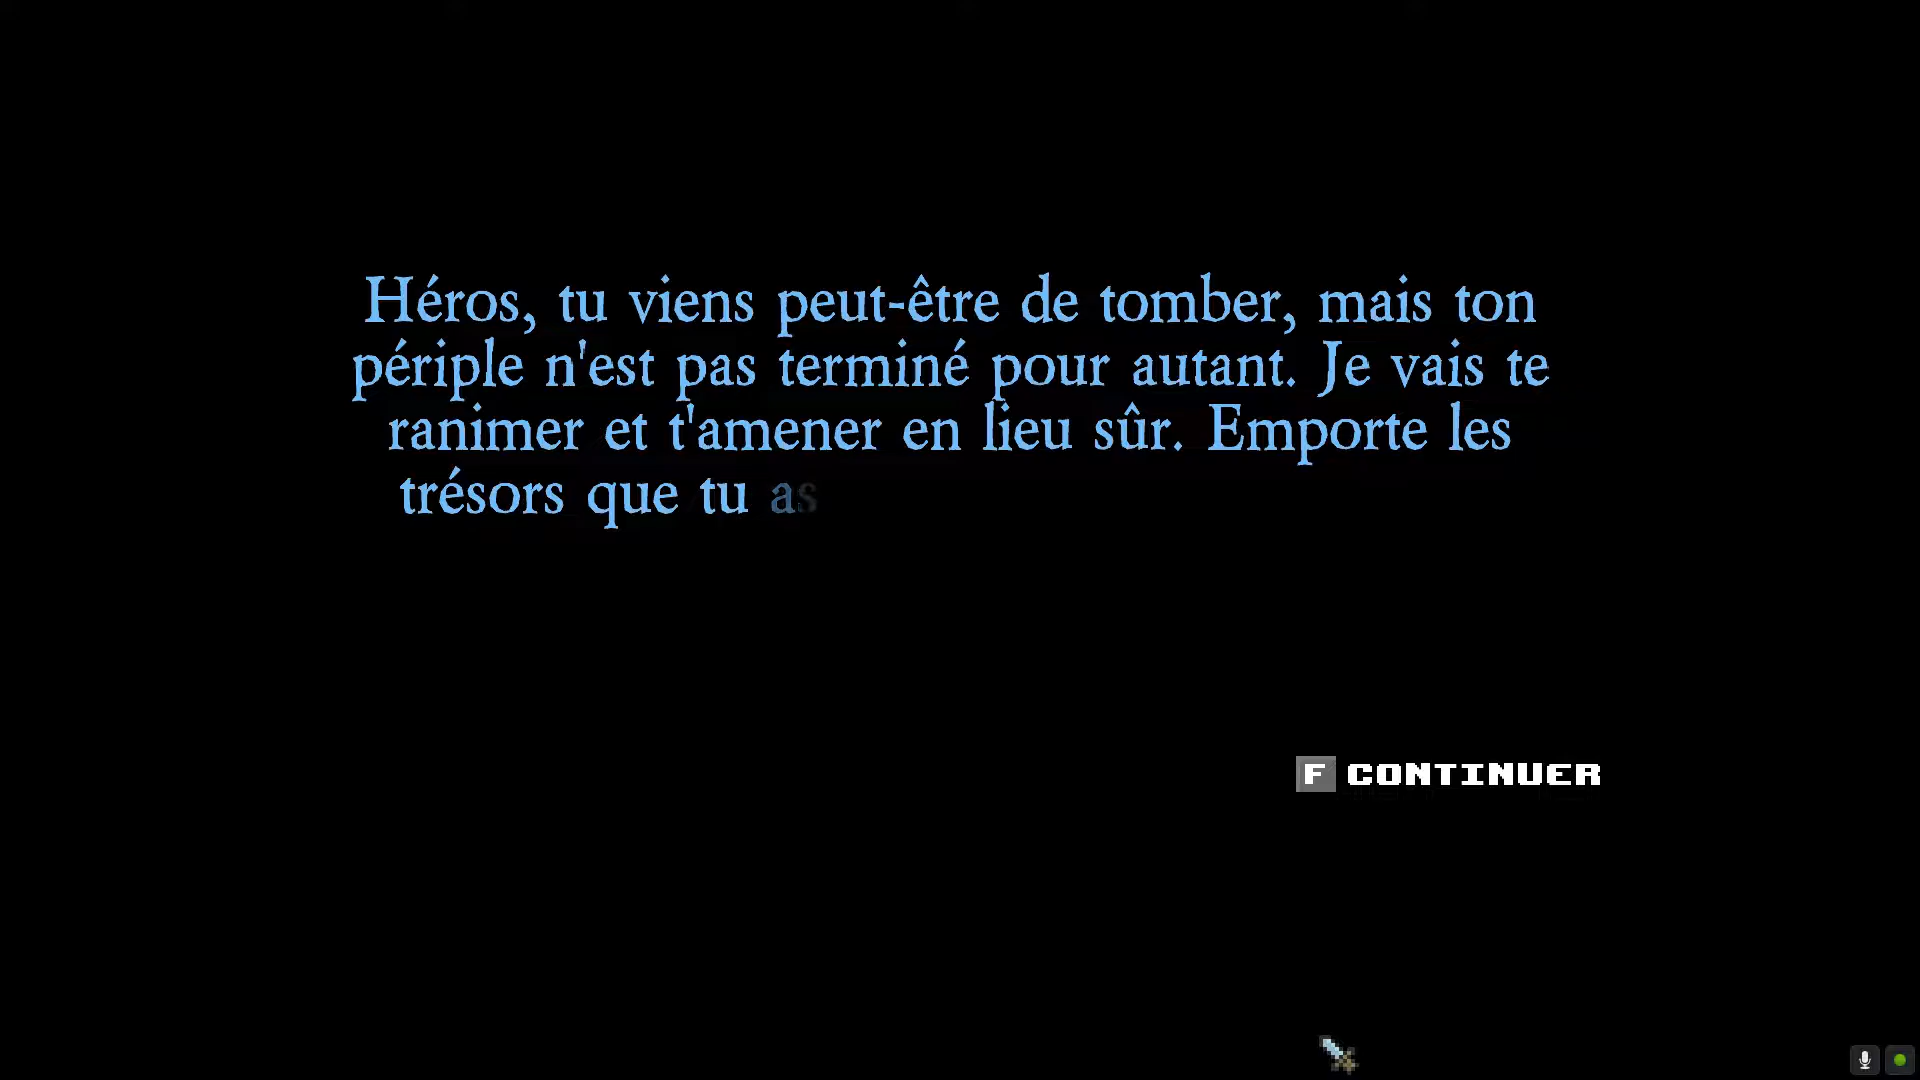 Héros, tu viens peut-être de tomber, mais ton
périple n'est pas terminé pour autant. Je vais te
ranimer et t'amener en lieu sûr. Emporte les
trésors que tu as
F CONTINUER